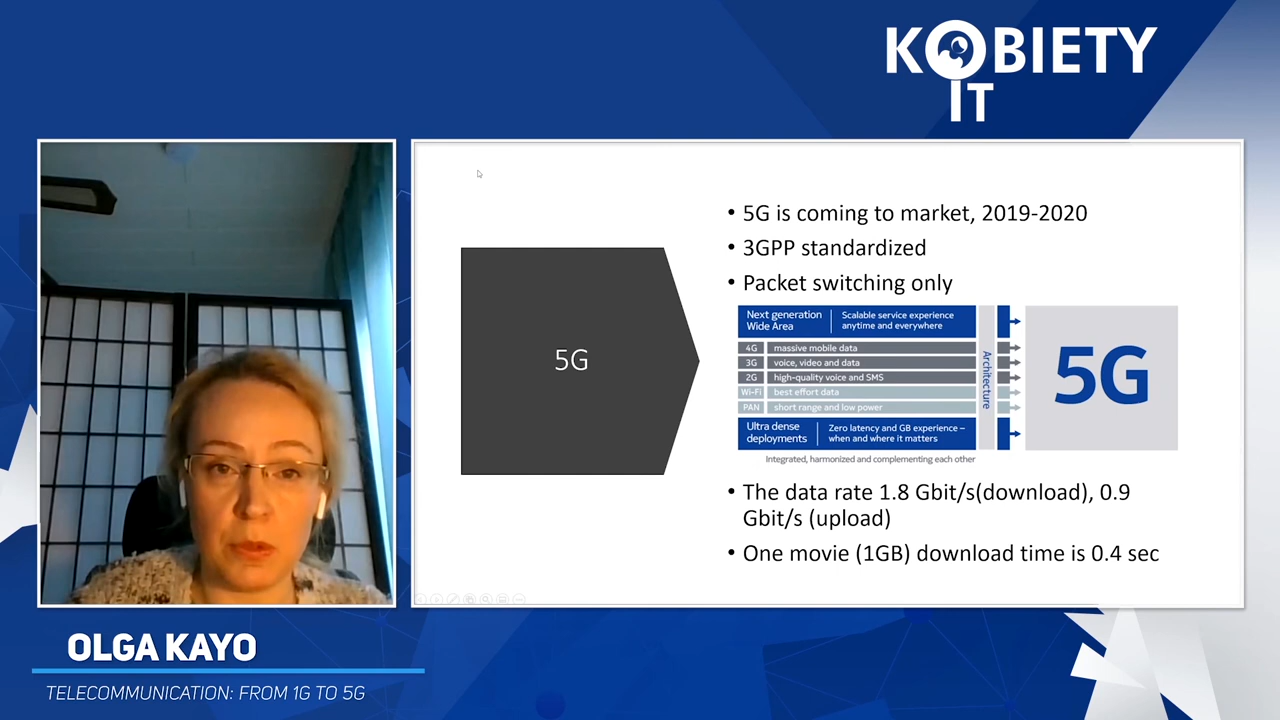 KOBIETY
IT
5G
• 5G is coming to market, 2019-2020
• 3GPP standardized
• Packet switching only
Next generation
Wide Area
Scalable service experience
anytime and everywhere
4G massive mobile data
3G voice, video and data
2G high-quality voice and SMS
Wi-Fi best effort data
PAN short range and low power
Ultra dense
deployments
Zero latency and GB experience –
when and where it matters
Architecture
5G
Integrated, harmonized and complementing each other
• The data rate 1.8 Gbit/s(download), 0.9
Gbit/s (upload)
• One movie (1GB) download time is 0.4 sec
OLGA KAYO
TELECOMMUNICATION: FROM 1G TO 5G